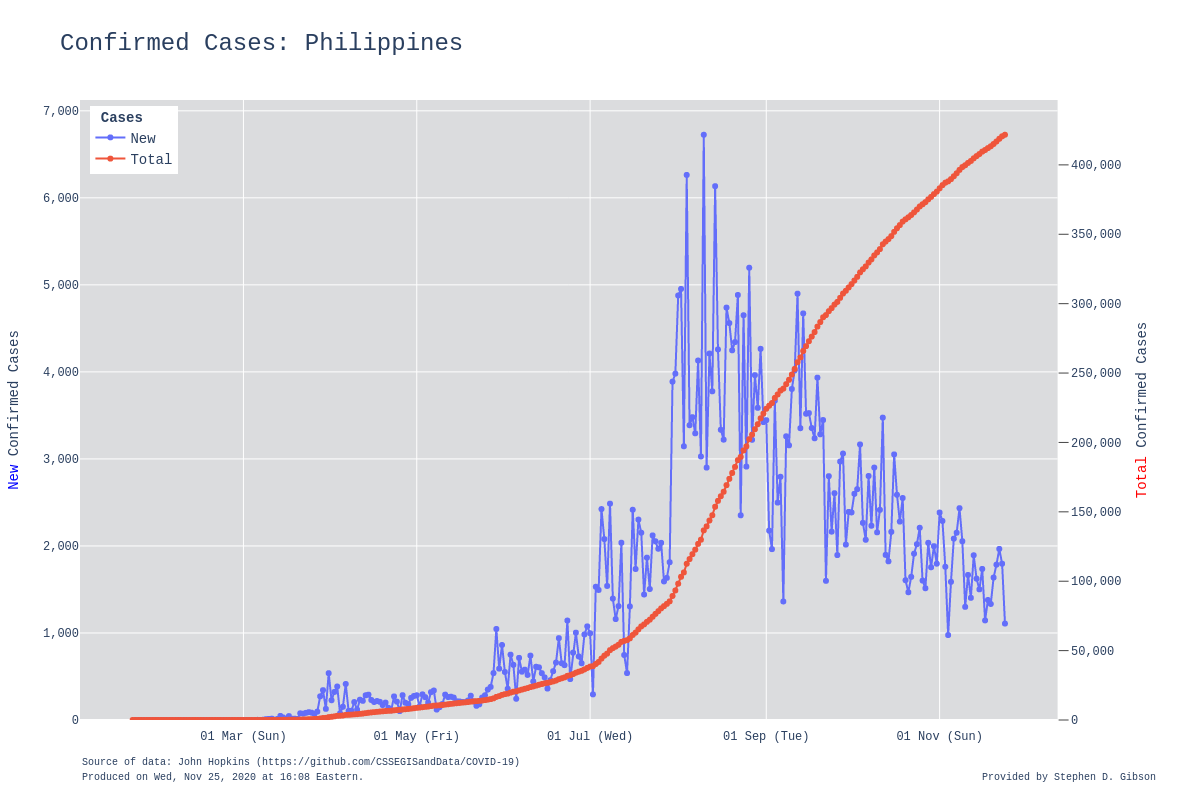 Confirmed Cases: Philippines
Cases
New
Total
7,000
6,000
5,000
4,000
3,000
2,000
1,000
0
New Confirmed Cases
400,000
350,000
300,000
250,000
200,000
150,000
100,000
50,000
0
Total Confirmed Cases
01 Mar (Sun)
01 May (Fri)
01 Jul (Wed)
01 Sep (Tue)
01 Nov (Sun)
Source of data: John Hopkins (https://github.com/CSSEGISandData/COVID-19)
Produced on Wed, Nov 25, 2020 at 16:08 Eastern.
Provided by Stephen D. Gibson